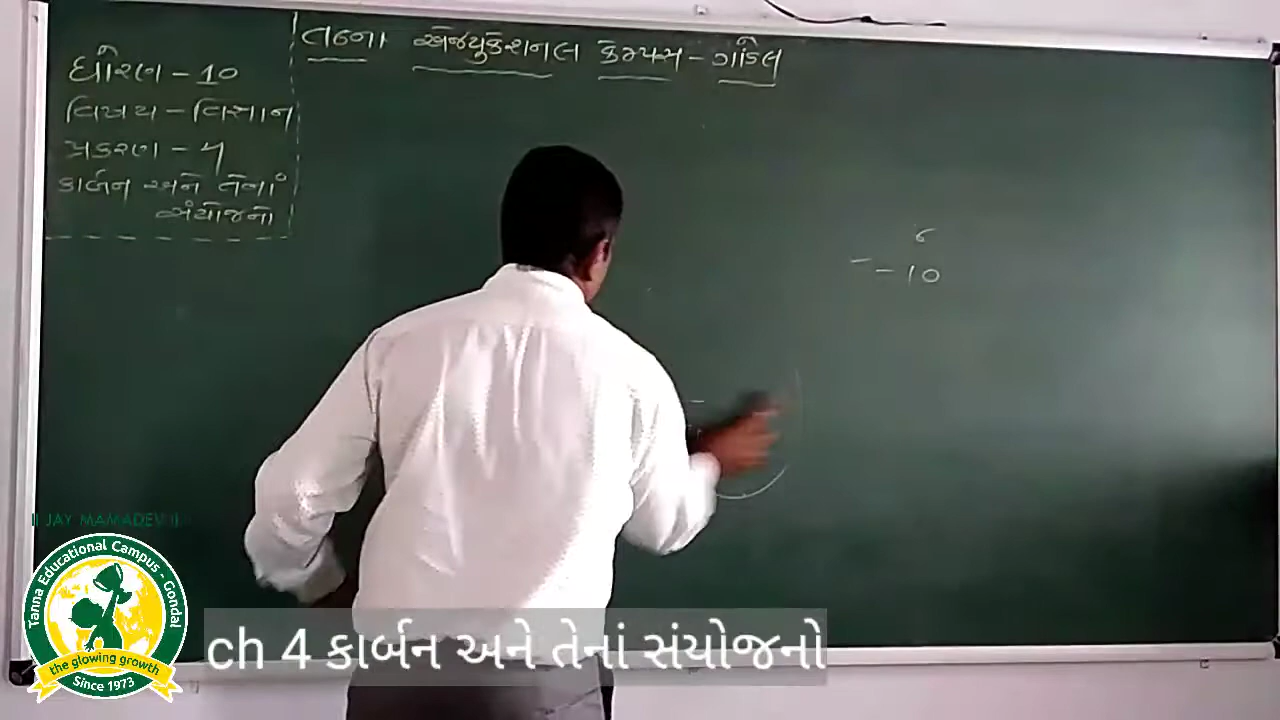 તન્ના એજ્યુકેશનલ કેમ્પસ - ગોંડલ
ધોરણ - 10
વિષય - વિજ્ઞાન
પ્રકરણ - 4
કાર્બન અને તેનાં
સંયોજનો
6
- - 10
|| JAY MAMADEV ||
Tanna Educational Campus - Gondal
the glowing growth
Since 1973
ch 4 કાર્બન અને તેનાં સંયોજનો